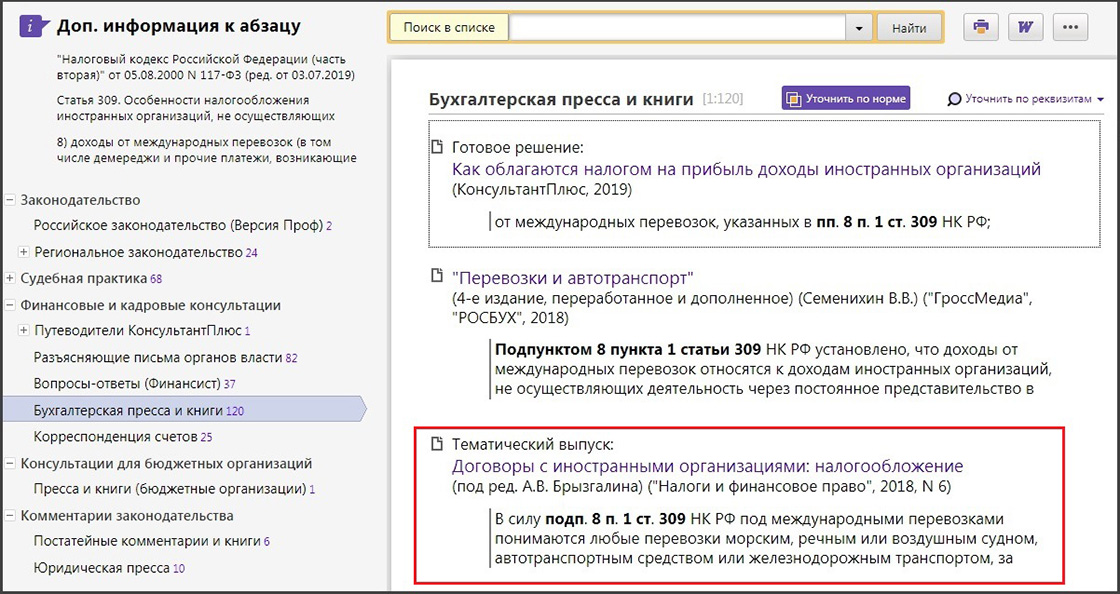 Доп. информация к абзацу
"Налоговый кодекс Российской Федерации (часть
вторая)" от 05.08.2000 N 117-ФЗ (ред. от 03.07.2019)
Статья 309. Особенности налогообложения
иностранных организаций, не осуществляющих
8) доходы от международных перевозок (в том
числе демереджи и прочие платежи, возникающие
Законодательство
Российское законодательство (Версия Проф) 2
Региональное законодательство 24
Судебная практика 68
Финансовые и кадровые консультации
Путеводители КонсультантПлюс 1
Разъясняющие письма органов власти 82
Вопросы-ответы (Финансист) 37
Бухгалтерская пресса и книги 120
Корреспонденция счетов 25
Консультации для бюджетных организаций
Пресса и книги (бюджетные организации) 1
Комментарии законодательства
Постатейные комментарии и книги 6
Юридическая пресса 10
Поиск в списке
Найти
W
Бухгалтерская пресса и книги [1:120]
Уточнить по норме
Уточнить по реквизитам
Готовое решение:
Как облагаются налогом на прибыль доходы иностранных организаций
(КонсультантПлюс, 2019)
от международных перевозок, указанных в пп. 8 п. 1 ст. 309 НК РФ;
"Перевозки и автотранспорт"
(4-е издание, переработанное и дополненное) (Семенихин В.В.) ("ГроссМедиа",
"РОСБУХ", 2018)
Подпунктом 8 пункта 1 статьи 309 НК РФ установлено, что доходы от
международных перевозок относятся к доходам иностранных организаций,
не осуществляющих деятельность через постоянное представительство в
Тематический выпуск:
Договоры с иностранными организациями: налогообложение
(под ред. А.В. Брызгалина) ("Налоги и финансовое право", 2018, N 6)
В силу подп. 8 п. 1 ст. 309 НК РФ под международными перевозками
понимаются любые перевозки морским, речным или воздушным судном,
автотранспортным средством или железнодорожным транспортом, за